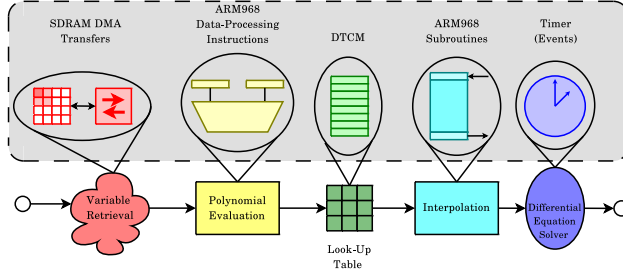 SDRAM DMA
Transfers
ARM968
Data-Processing
Instructions
DTCM
ARM968
Subroutines
Timer
(Events)
Variable
Retrieval
Polynomial
Evaluation
Look-Up
Table
Interpolation
Differential
Equation
Solver